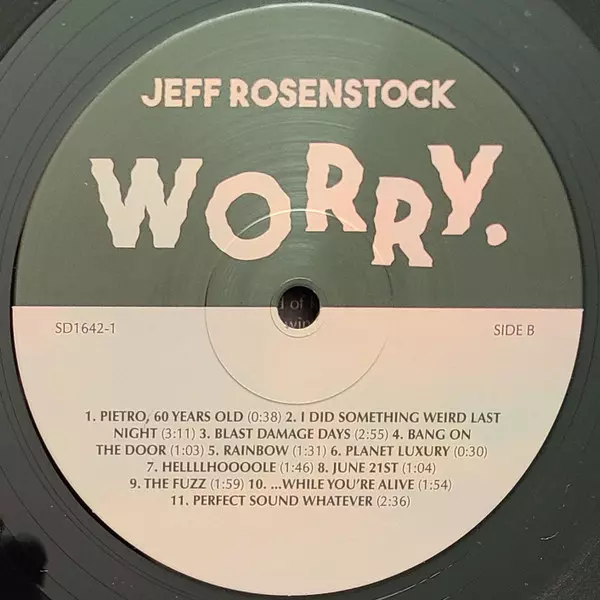 JEFF ROSENSTOCK
WORRY.
d of
SD1642-1
SIDE B
1. PIETRO, 60 YEARS OLD (0:38) 2. I DID SOMETHING WEIRD LAST
NIGHT (3:11) 3. BLAST DAMAGE DAYS (2:55) 4. BANG ON
THE DOOR (1:03) 5. RAINBOW (1:31) 6. PLANET LUXURY (0:30)
7. HELLLLHOOOOLE (1:46) 8. JUNE 21ST (1:04)
9. THE FUZZ (1:59) 10. ...WHILE YOU'RE ALIVE (1:54)
11. PERFECT SOUND WHATEVER (2:36)